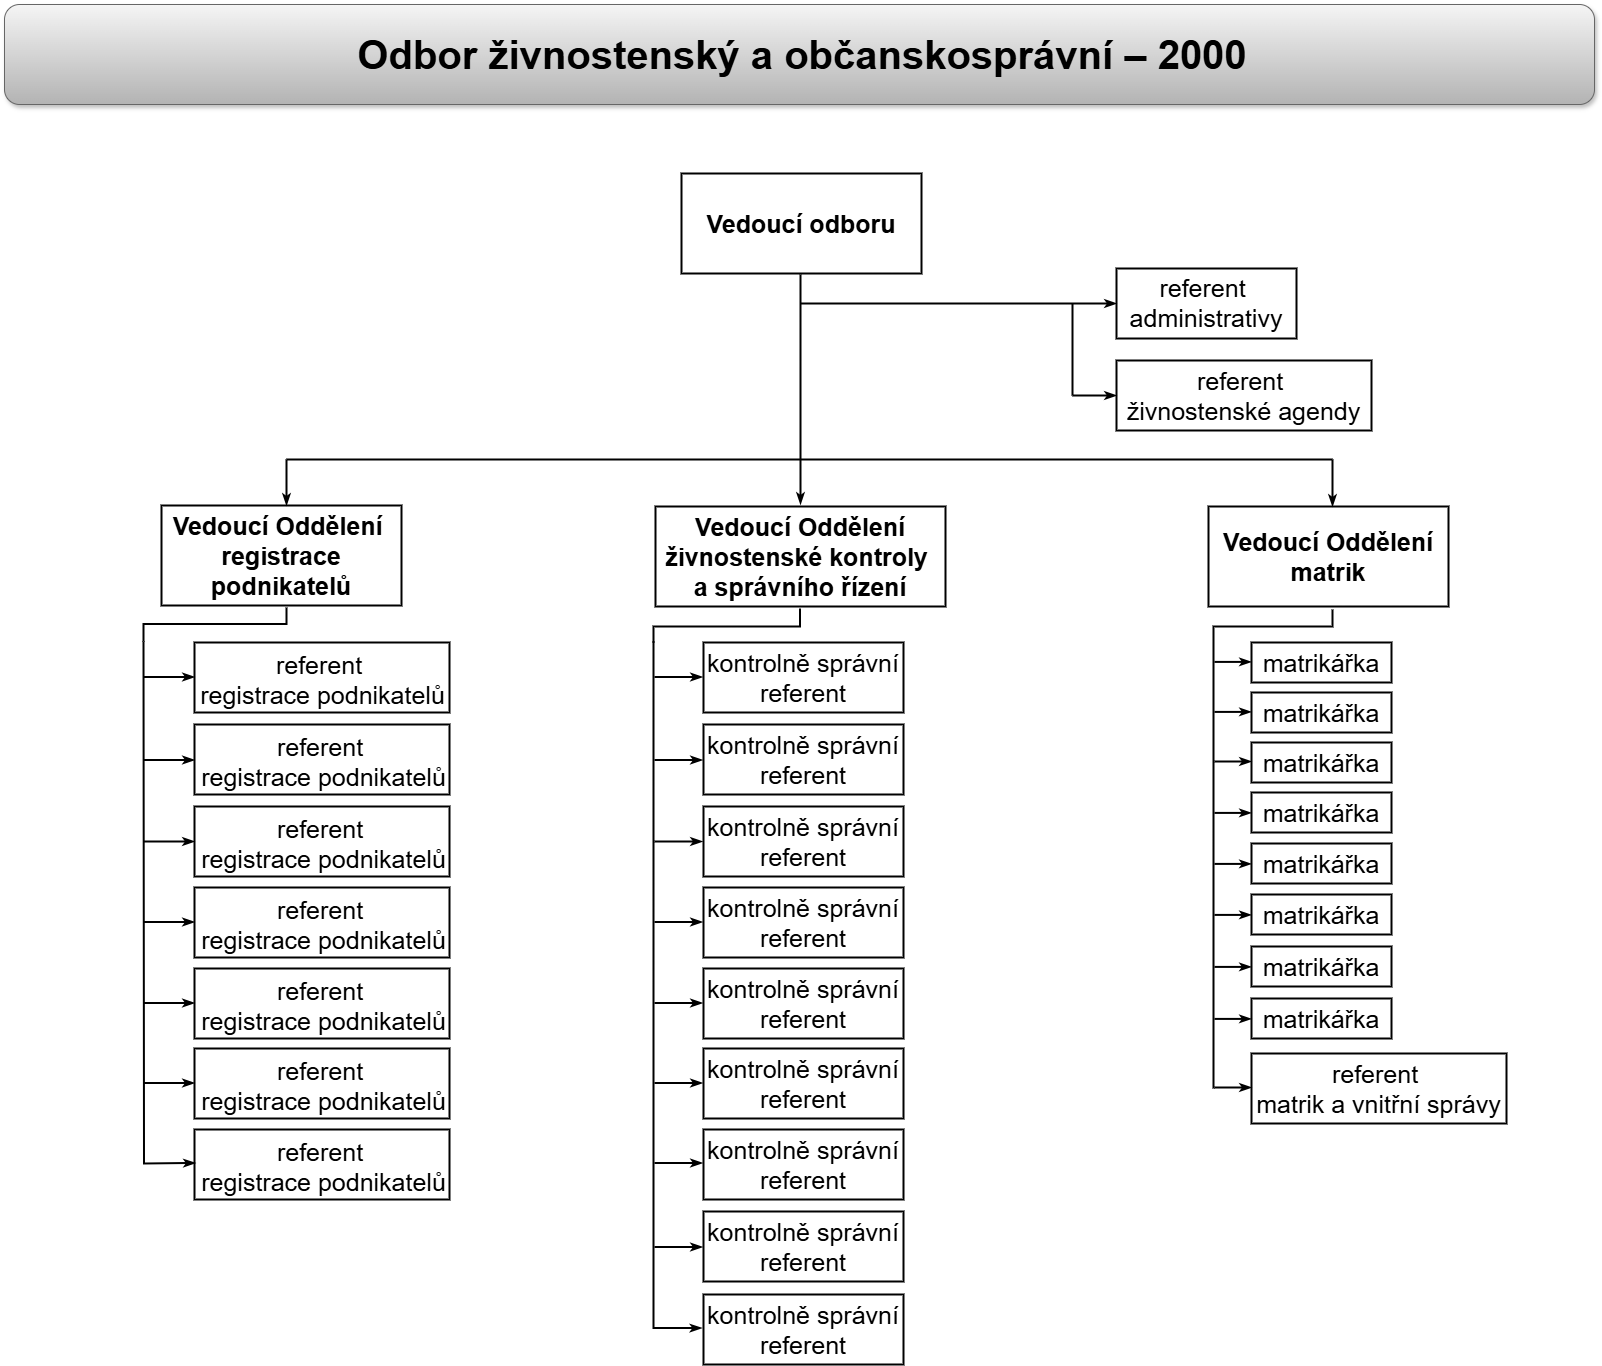 Odbor živnostenský a občanskosprávní – 2000
Vedoucí odboru
referent
administrativy
referent
živnostenské agendy
Vedoucí Oddělení
registrace
podnikatelů
referent
registrace podnikatelů
referent
registrace podnikatelů
referent
registrace podnikatelů
referent
registrace podnikatelů
referent
registrace podnikatelů
referent
registrace podnikatelů
referent
registrace podnikatelů
Vedoucí Oddělení
živnostenské kontroly
a správního řízení
kontrolně správní
referent
kontrolně správní
referent
kontrolně správní
referent
kontrolně správní
referent
kontrolně správní
referent
kontrolně správní
referent
kontrolně správní
referent
kontrolně správní
referent
kontrolně správní
referent
Vedoucí Oddělení
matrik
matrikářka
matrikářka
matrikářka
matrikářka
matrikářka
matrikářka
matrikářka
matrikářka
referent
matrik a vnitřní správy